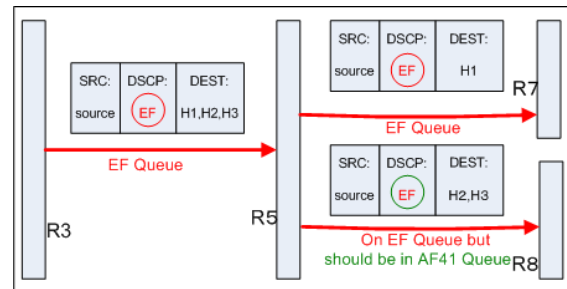 SRC: DSCP: DEST:
source EF H1,H2,H3
EF Queue
R3
SRC: DSCP: DEST:
source EF H1
R7
EF Queue
SRC: DSCP: DEST:
source EF H2,H3
R5
On EF Queue but
should be in AF41 Queue
R8